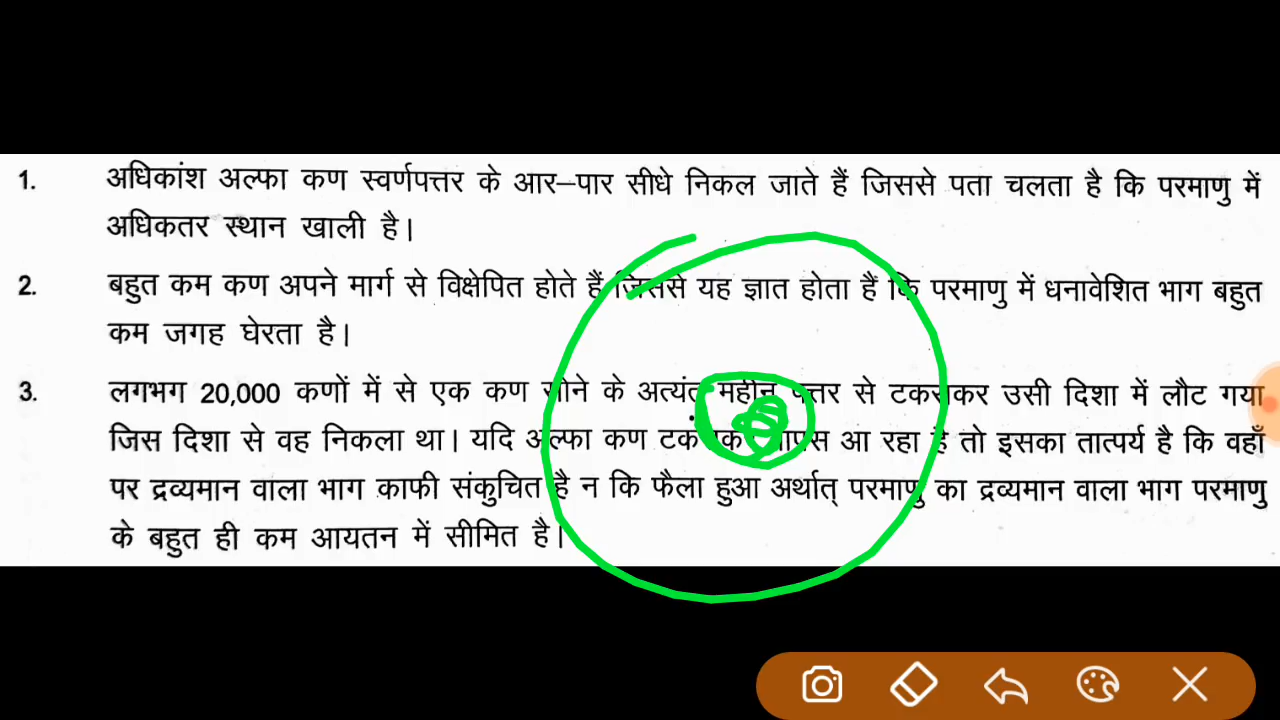 1. अधिकांश अल्फा कण स्वर्णपत्तर के आर–पार सीधे निकल जाते हैं जिससे पता चलता है कि परमाणु में
अधिकतर स्थान खाली है।
2. बहुत कम कण अपने मार्ग से विक्षेपित होते हैं जिससे यह ज्ञात होता हैं कि परमाणु में धनावेशित भाग बहुत
कम जगह घेरता है।
3. लगभग 20,000 कणों में से एक कण सोने के अत्यंत महीन पत्तर से टकराकर उसी दिशा में लौट गया
जिस दिशा से वह निकला था। यदि अल्फा कण टकराकर वापस आ रहा है तो इसका तात्पर्य है कि वहाँ
पर द्रव्यमान वाला भाग काफी संकुचित है न कि फैला हुआ अर्थात् परमाणु का द्रव्यमान वाला भाग परमाणु
के बहुत ही कम आयतन में सीमित है।